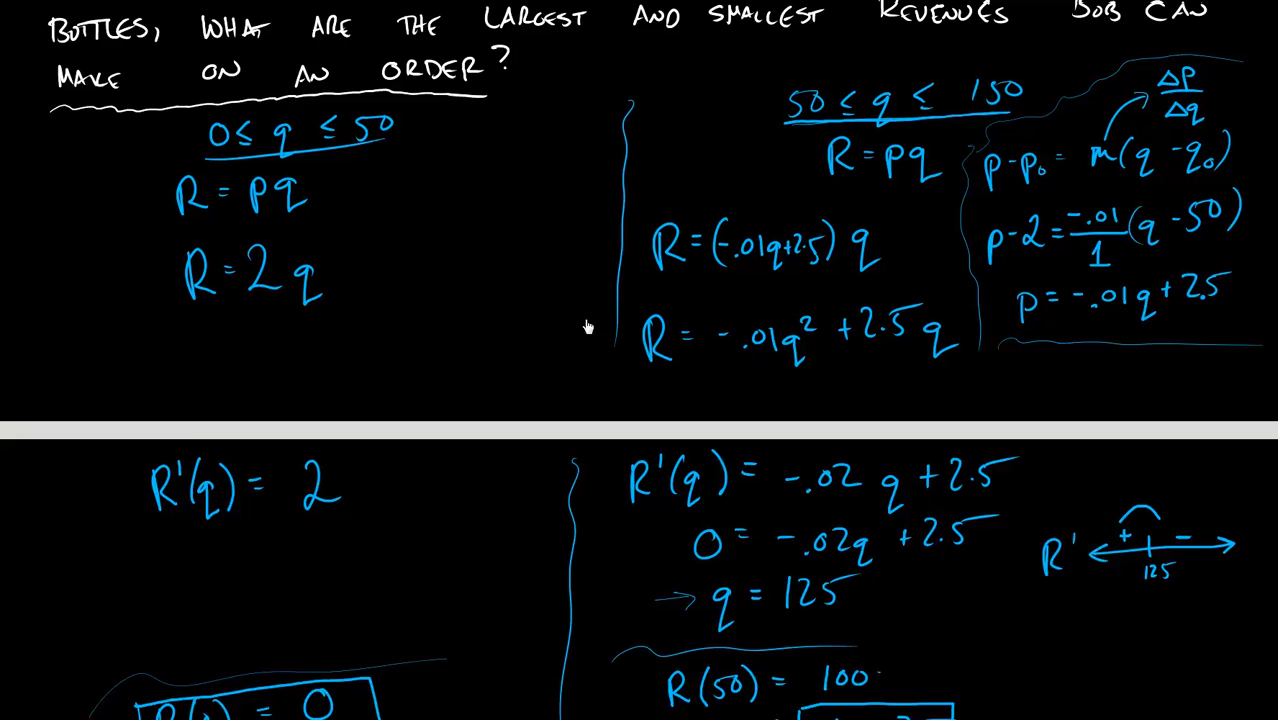 BOTTLES, WHAT ARE THE LARGEST AND SMALLEST REVENUES BOB CAN
MAKE ON AN ORDER?
0 ≤ q ≤ 50
R = pq
R = 2q
50 ≤ q ≤ 150
R = pq
R = (-.01q+2.5) q
R = -.01q² + 2.5q
Δp/Δq
p - p₀ = m(q - q₀)
p - 2 = -.01/1 (q - 50)
p = -.01q + 2.5
R'(q) = 2
R'(q) = -.02q + 2.5
0 = -.02q + 2.5
→ q = 125
R' + - 125
R(50) = 100
R(0) = 0